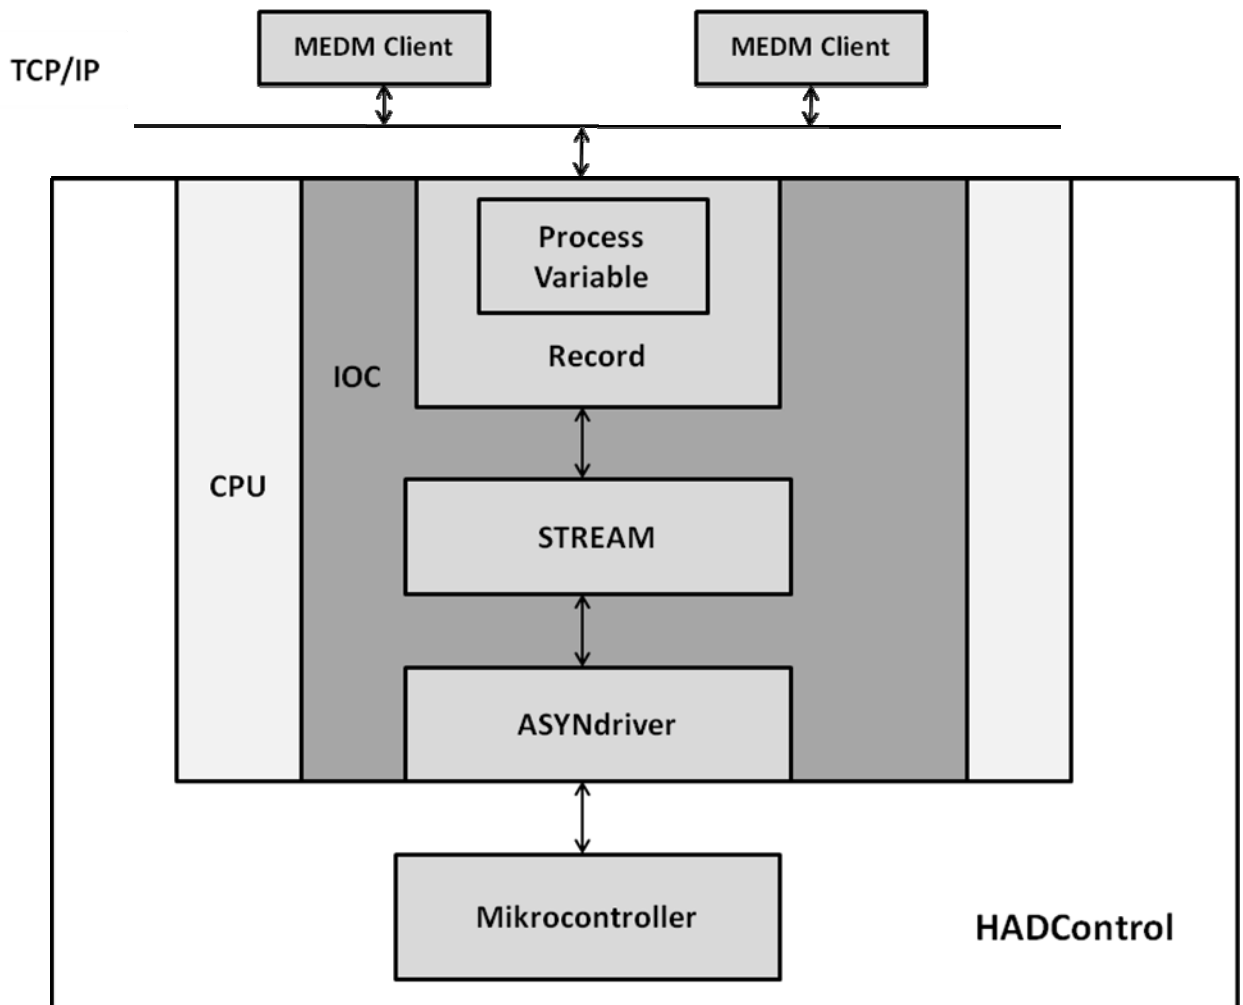 MEDM Client
MEDM Client
TCP/IP
Process
Variable
Record
IOC
CPU
STREAM
ASYNdriver
Mikrocontroller
HADControl